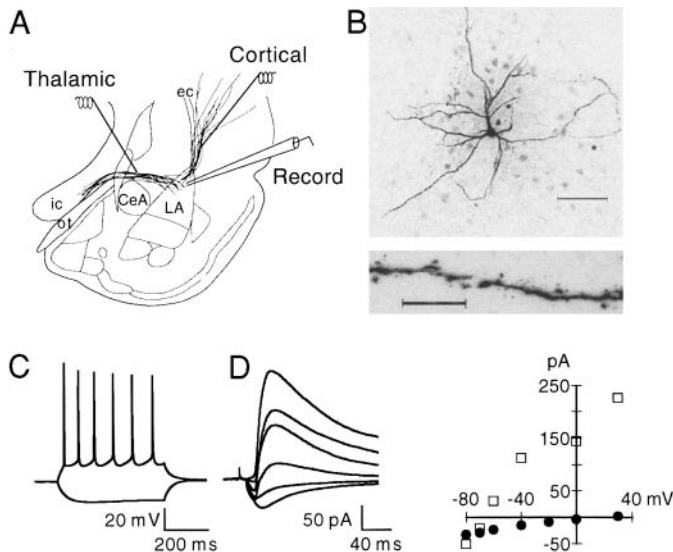 A
Thalamic
Cortical
ec
Record
ic
ot
CeA
LA
B
*
C
20 mV
200 ms
D
50 pA
40 ms
pA
250
150
50
-80
-40
40 mV
-50